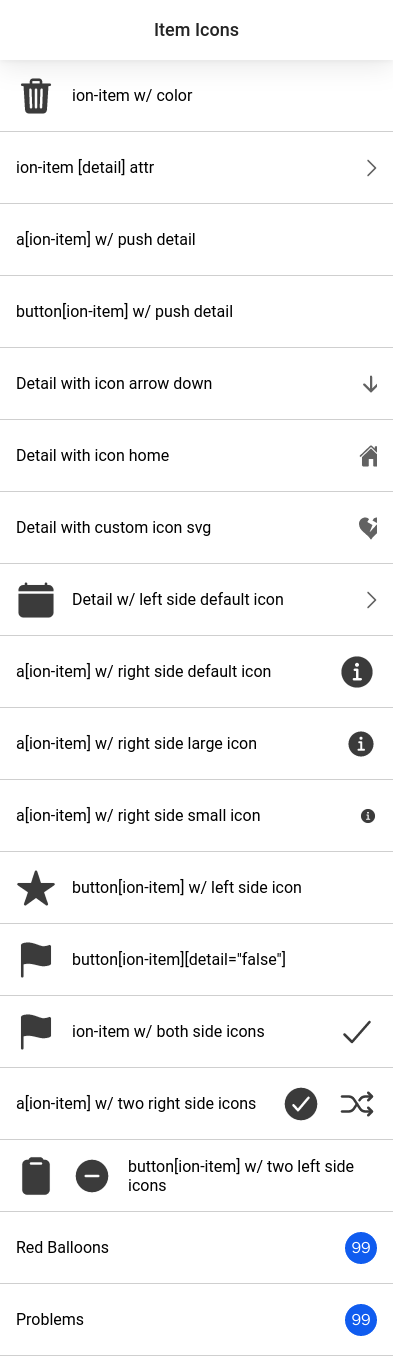 Item Icons
ion-item w/ color
ion-item [detail] attr
a[ion-item] w/ push detail
button[ion-item] w/ push detail
Detail with icon arrow down
Detail with icon home
Detail with custom icon svg
Detail w/ left side default icon
a[ion-item] w/ right side default icon
a[ion-item] w/ right side large icon
a[ion-item] w/ right side small icon
button[ion-item] w/ left side icon
button[ion-item][detail="false"]
ion-item w/ both side icons
a[ion-item] w/ two right side icons
button[ion-item] w/ two left side
icons
Red Balloons 99
Problems 99